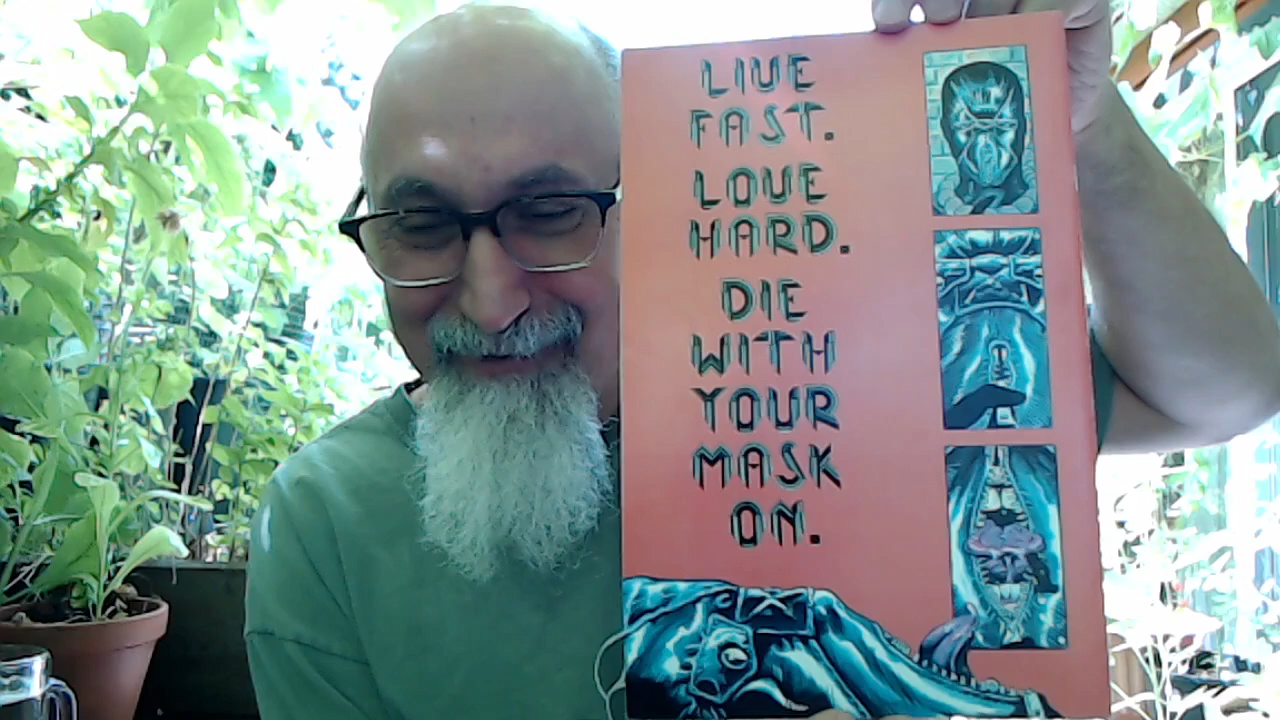 LIVE
FAST.
LOVE
HARD.
DIE
WITH
YOUR
MASK
ON.